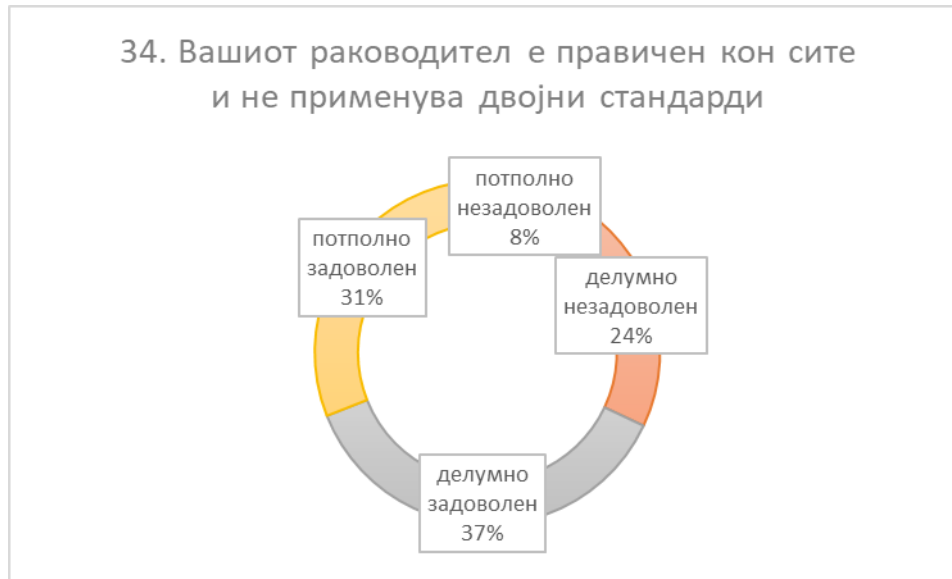 34. Вашиот раководител е правичен кон сите
и не применува двојни стандарди
потполно
незадоволен
8%
потполно
задоволен
31%
делумно
незадоволен
24%
делумно
задоволен
37%